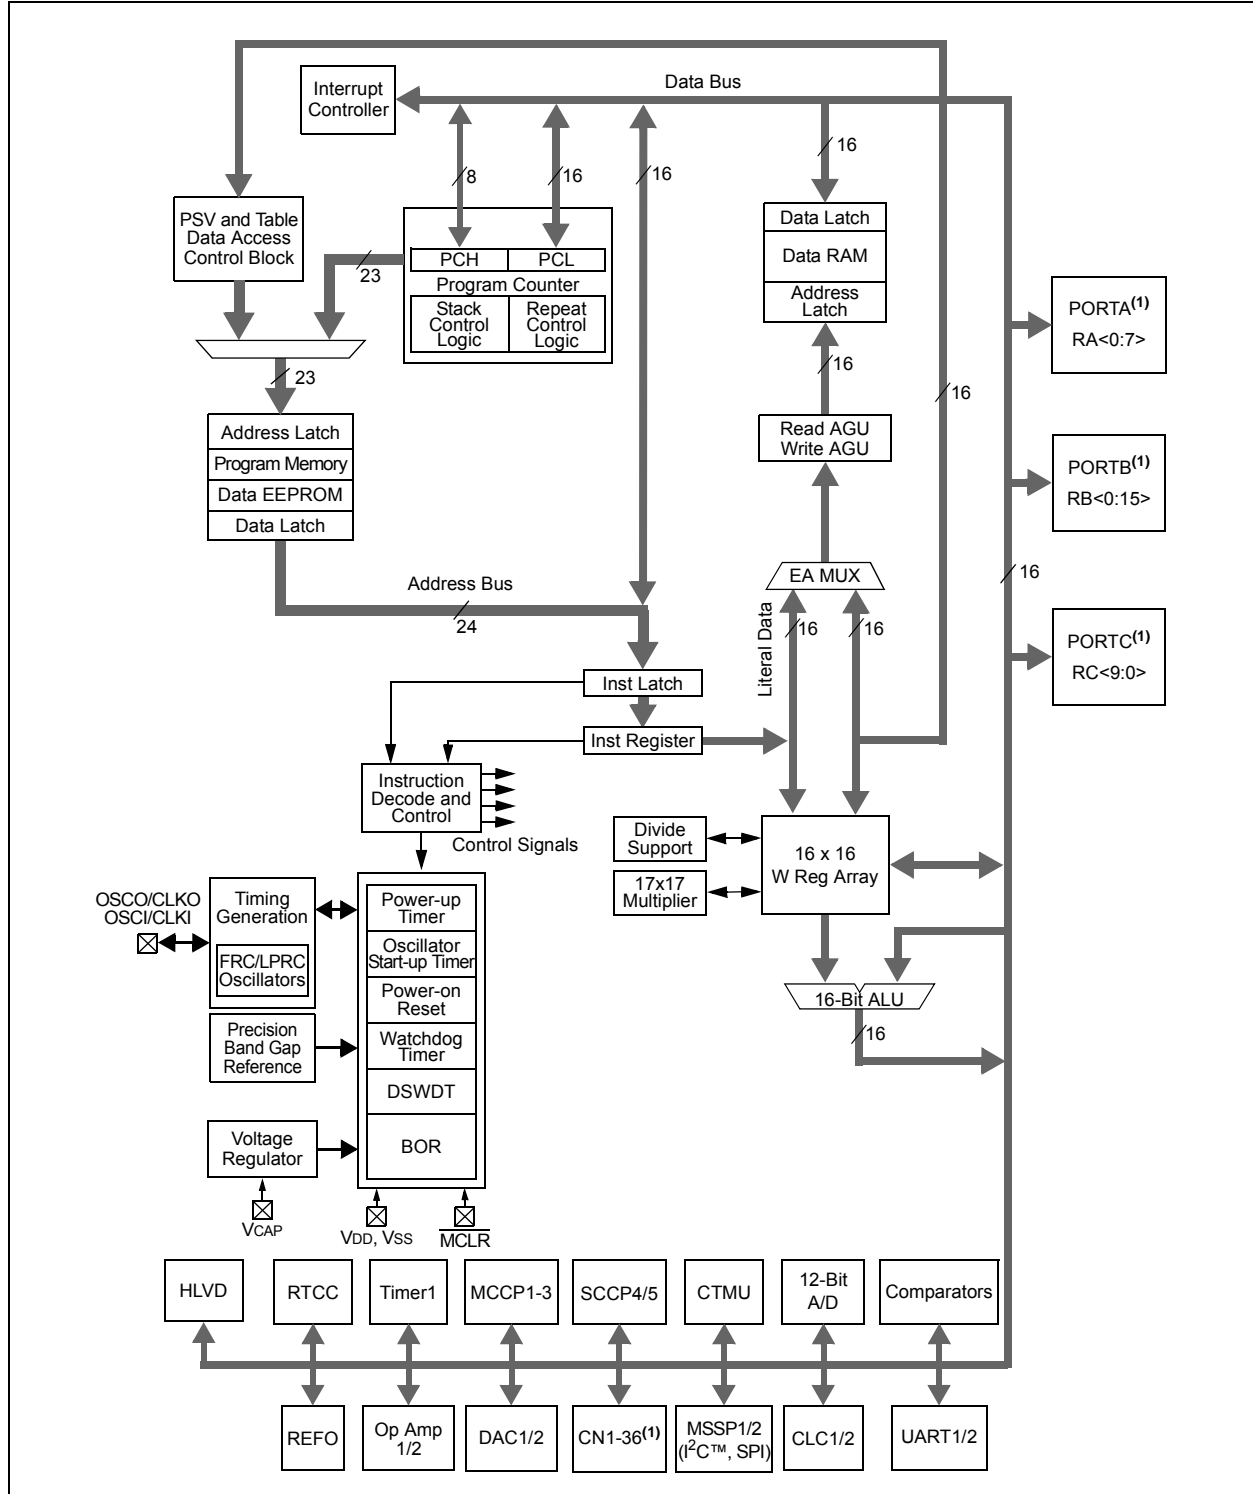 Data Bus
Interrupt
Controller
16
8
16
16
PSV and Table
Data Access
Control Block
23
PCH
PCL
Program Counter
Stack
Control
Logic
Repeat
Control
Logic
Data Latch
Data RAM
Address
Latch
PORTA(1)
RA<0:7>
23
16
16
Address Latch
Program Memory
Data EEPROM
Data Latch
Read AGU
Write AGU
PORTB(1)
RB<0:15>
EA MUX
16
Address Bus
24
Literal Data
16
16
PORTC(1)
RC<9:0>
Inst Latch
Inst Register
Instruction
Decode and
Control
Control Signals
Divide
Support
17x17
Multiplier
16 x 16
W Reg Array
OSCO/CLKO
OSCI/CLKI
Timing
Generation
FRC/LPRC
Oscillators
Power-up
Timer
Oscillator
Start-up Timer
Power-on
Reset
Watchdog
Timer
DSWDT
BOR
16-Bit ALU
16
Precision
Band Gap
Reference
Voltage
Regulator
VCAP
VDD, VSS
MCLR
HLVD
RTCC
Timer1
MCCP1-3
SCCP4/5
CTMU
12-Bit
A/D
Comparators
REFO
Op Amp
1/2
DAC1/2
CN1-36(1)
MSSP1/2
(I2C™, SPI)
CLC1/2
UART1/2